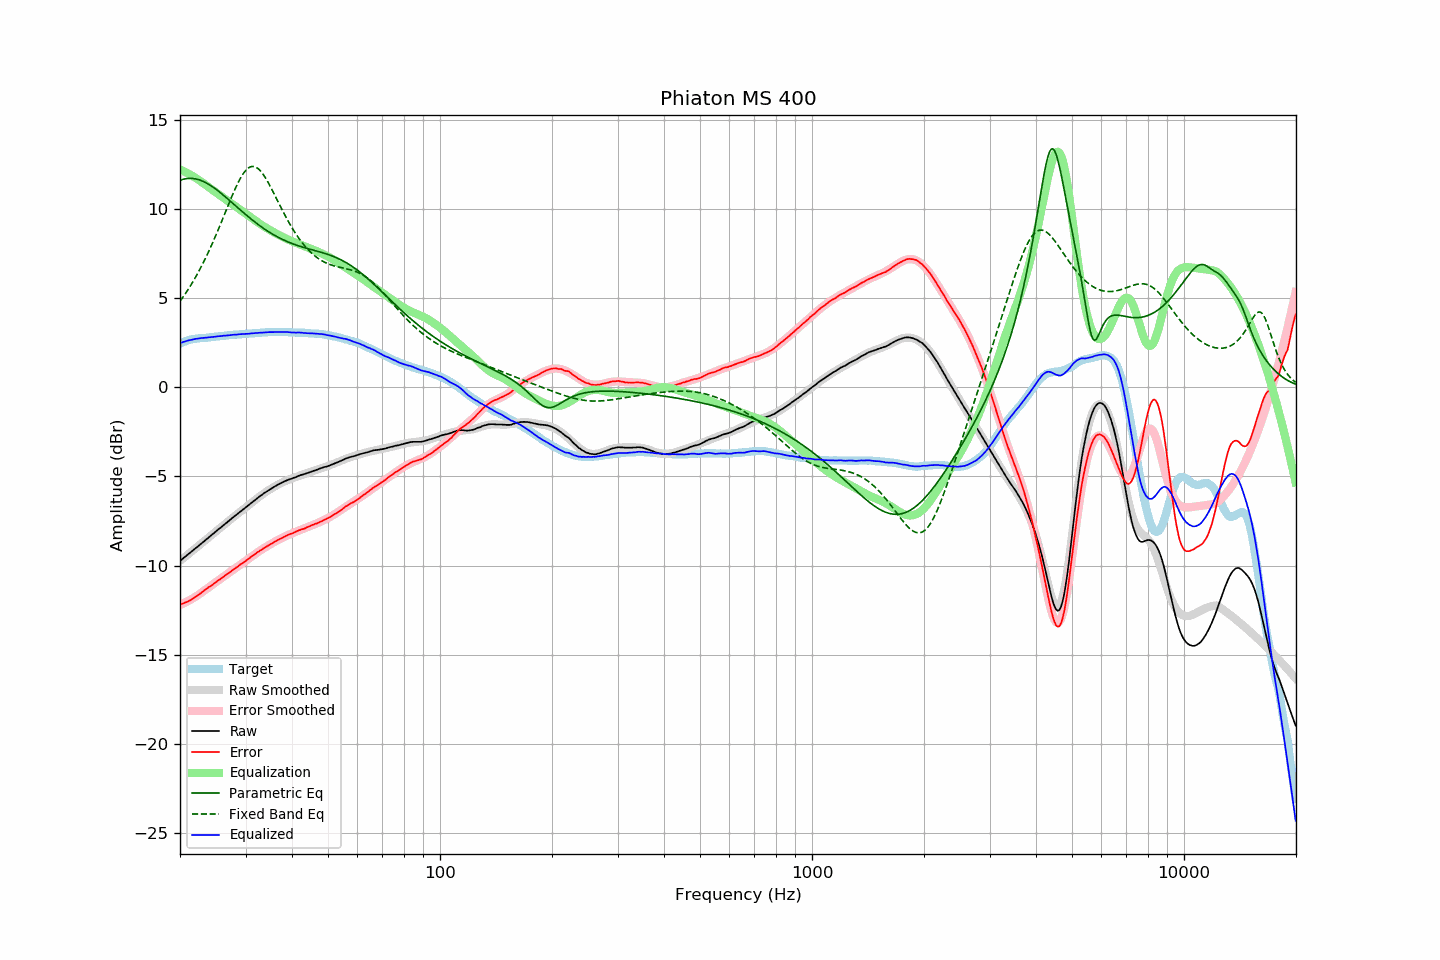 Phiaton MS 400
15
10
5
0
−5
−10
−15
−20
−25
Amplitude (dBr)
Target
Raw Smoothed
Error Smoothed
Raw
Error
Equalization
Parametric Eq
Fixed Band Eq
Equalized
100
1000
10000
Frequency (Hz)